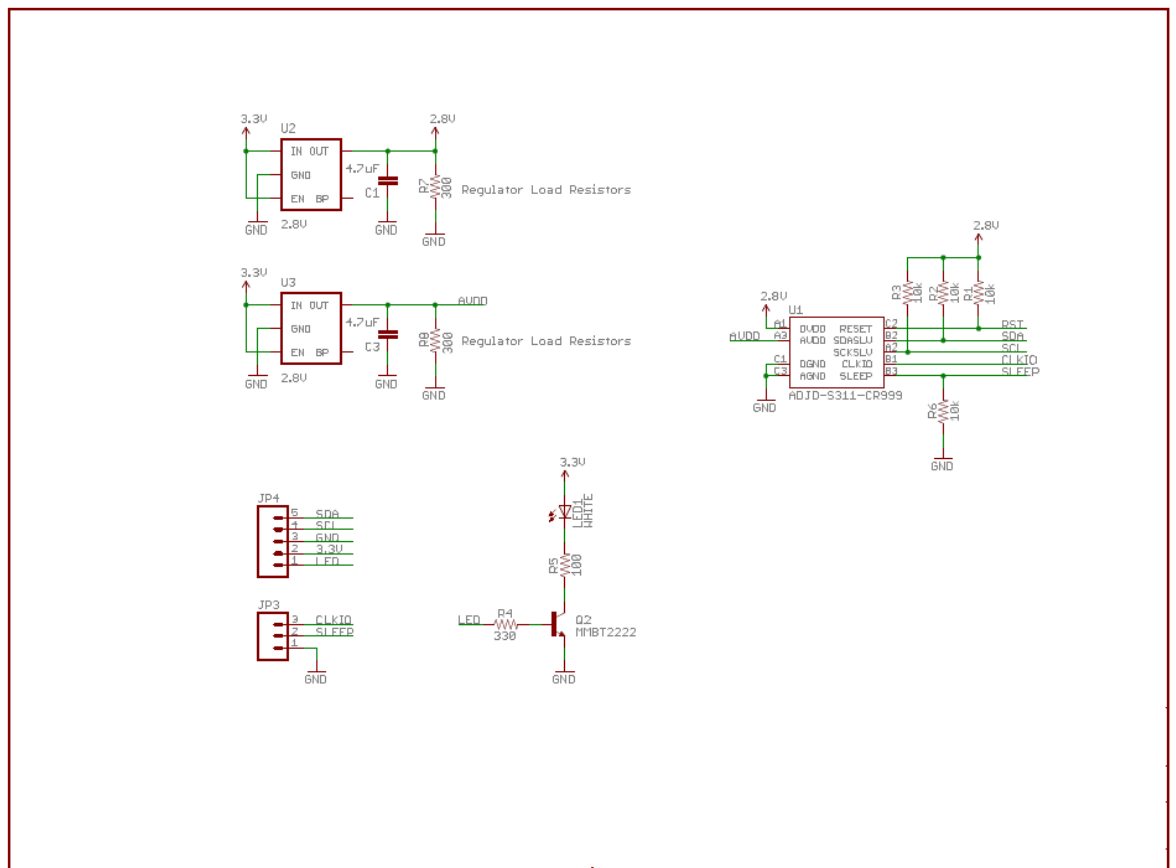 3.3V
2.8V
U2
IN OUT
GND
EN BP
4.7uF
C1
R7
300
Regulator Load Resistors
GND
2.8V
GND
GND
3.3V
U3
IN OUT
GND
EN BP
AVDD
4.7uF
C3
R8
300
Regulator Load Resistors
GND
2.8V
GND
GND
2.8V
R3
10k
R2
10k
R1
10k
2.8V
U1
A1
DVDD
RESET
C2
RST
AVDD
A3
AVDD
SDASLV
B2
SDA
SCKSLV
A2
SCL
C1
DGND
CLKIO
B1
CLKIO
C3
AGND
SLEEP
B3
SLEEP
GND
ADJD-S311-CR999
R6
10k
GND
3.3V
LED1
WHITE
R5
100
JP4
5 SDA
4 SCL
3 GND
2 3.3V
1 LED
JP3
3 CLKIO
2 SLEEP
1
GND
LED
R4
330
Q2
MMBT2222
GND